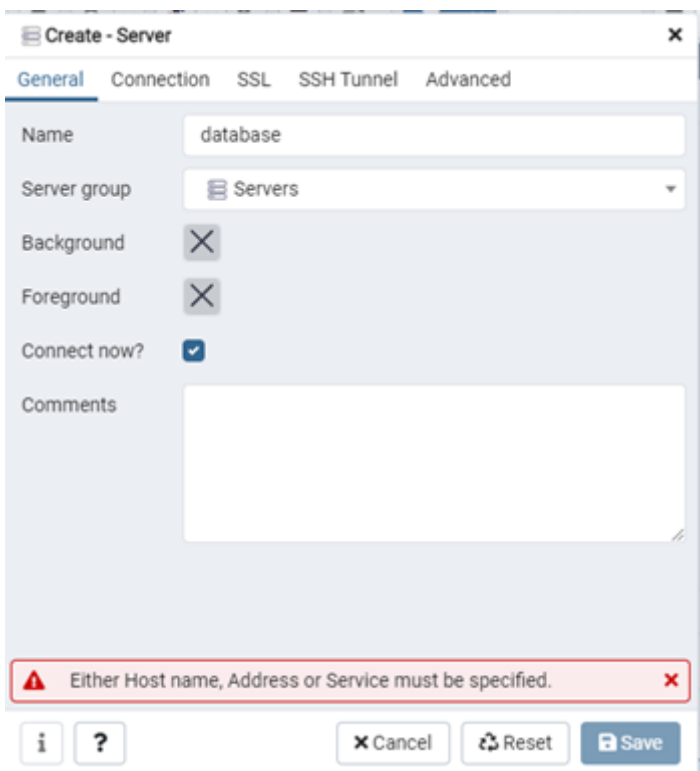 Create - Server
General Connection SSL SSH Tunnel Advanced
Name database
Server group Servers
Background
Foreground
Connect now?
Comments
Either Host name, Address or Service must be specified.
i ? Cancel Reset Save